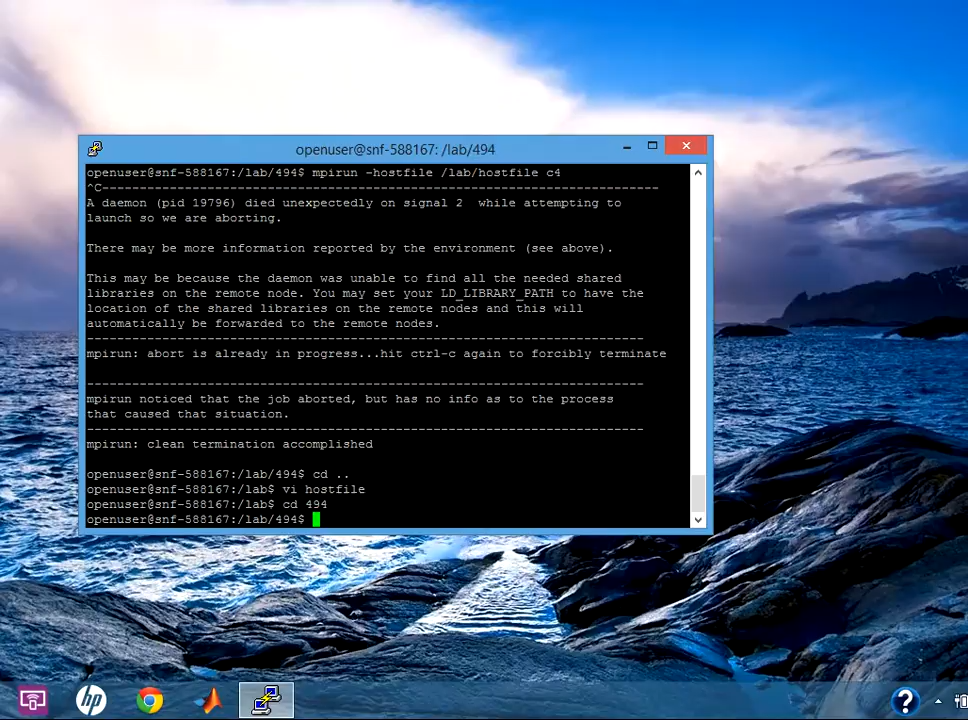 openuser@snf-588167: /lab/494
openuser@snf-588167:/lab/494$ mpirun -hostfile /lab/hostfile c4
^C--------------------------------------------------------------------------
A daemon (pid 19796) died unexpectedly on signal 2  while attempting to
launch so we are aborting.
There may be more information reported by the environment (see above).
This may be because the daemon was unable to find all the needed shared
libraries on the remote node. You may set your LD_LIBRARY_PATH to have the
location of the shared libraries on the remote nodes and this will
automatically be forwarded to the remote nodes.
--------------------------------------------------------------------------
mpirun: abort is already in progress...hit ctrl-c again to forcibly terminate
--------------------------------------------------------------------------
mpirun noticed that the job aborted, but has no info as to the process
that caused that situation.
--------------------------------------------------------------------------
mpirun: clean termination accomplished
openuser@snf-588167:/lab/494$ cd ..
openuser@snf-588167:/lab$ vi hostfile
openuser@snf-588167:/lab$ cd 494
openuser@snf-588167:/lab/494$
hp
?